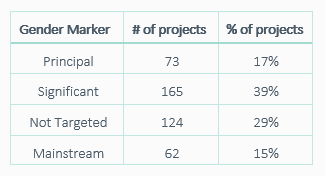 Gender Marker # of projects % of projects
Principal 73 17%
Significant 165 39%
Not Targeted 124 29%
Mainstream 62 15%